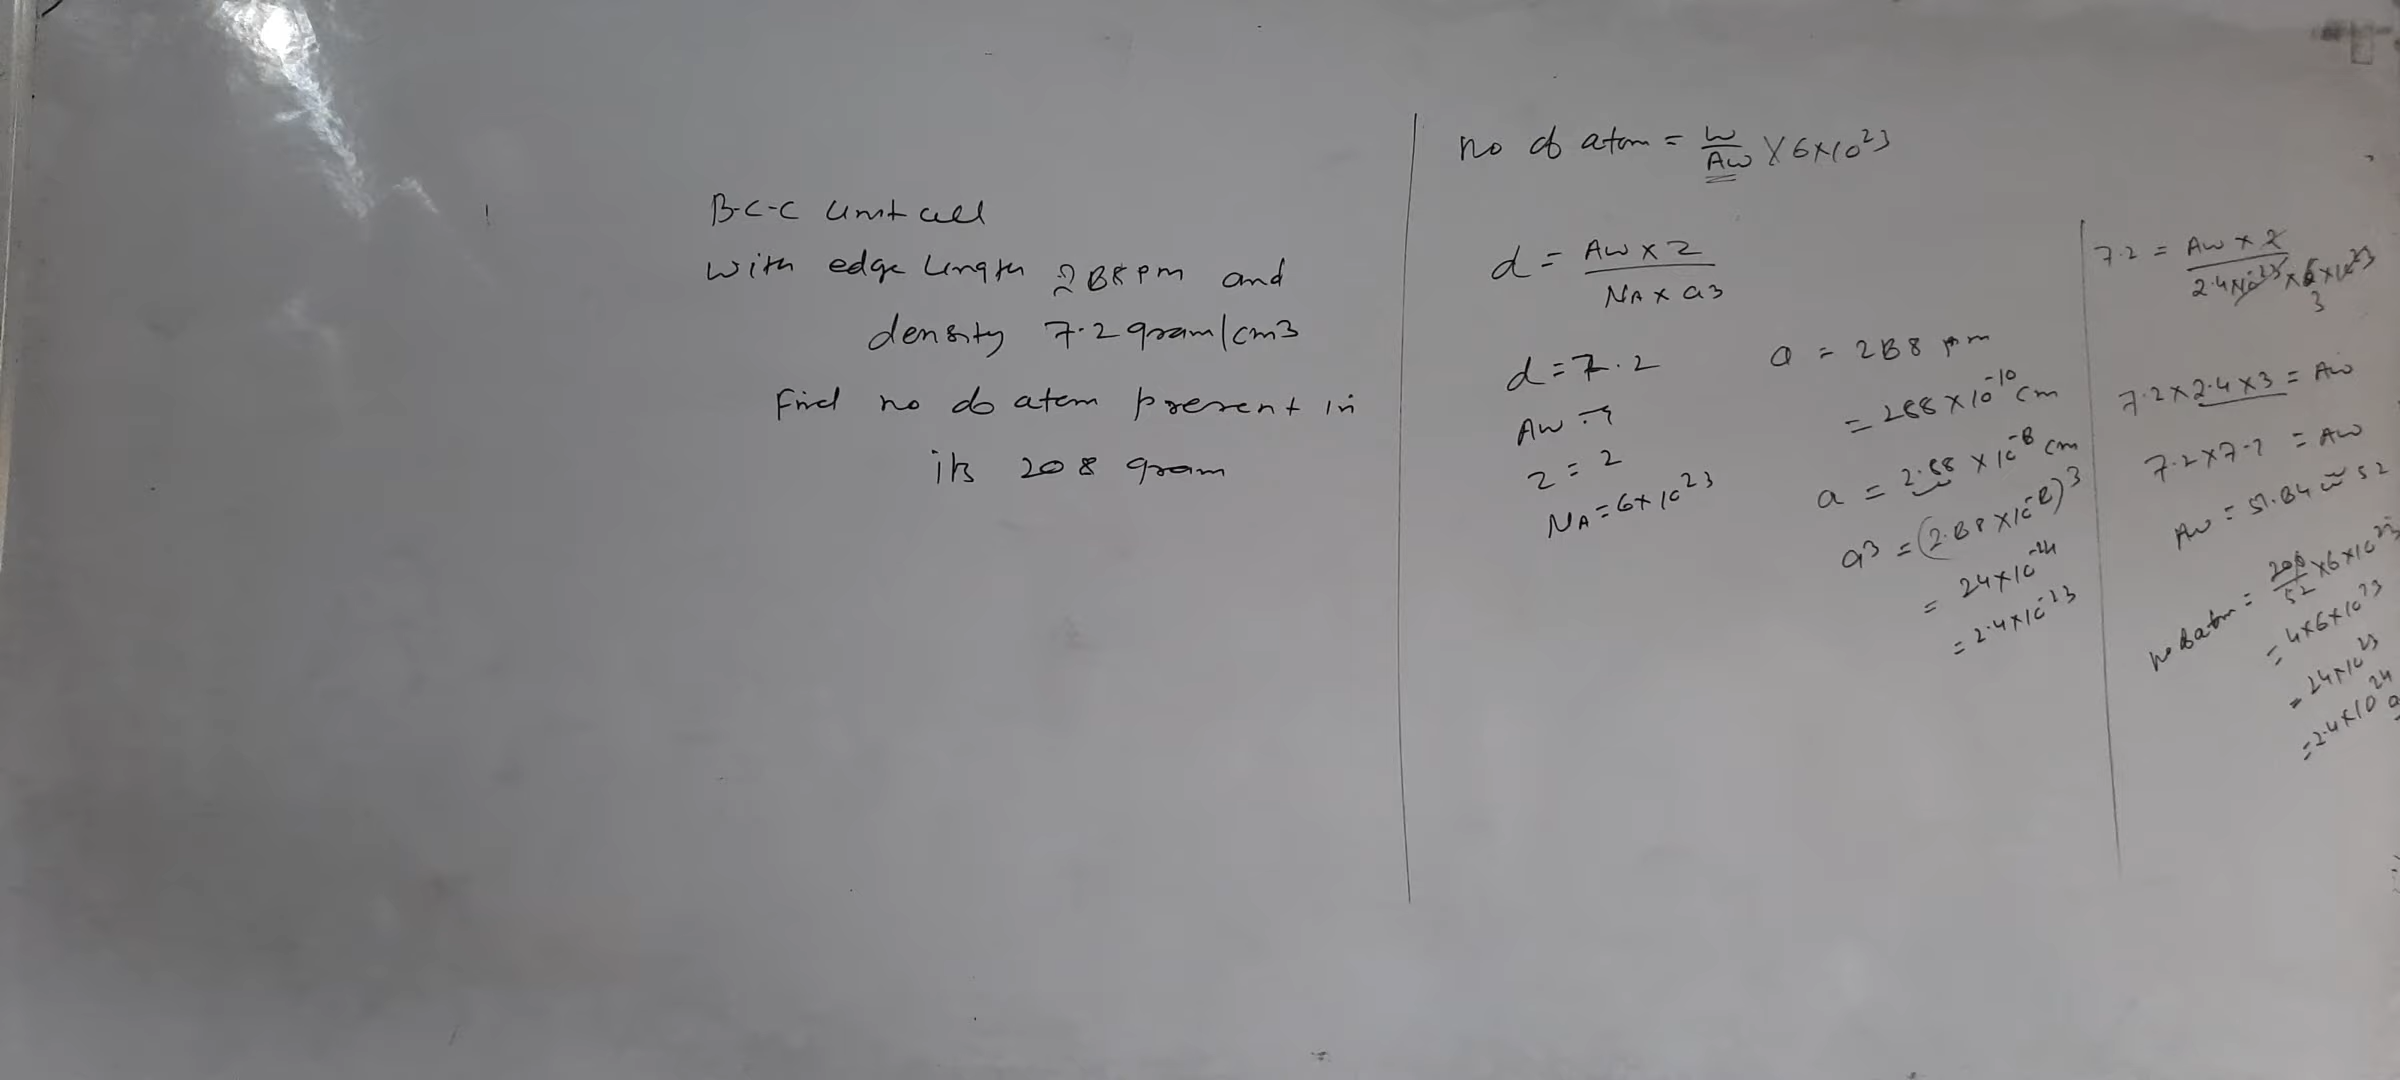 B-C-C Unit cell
with edge length 288 pm and
density 7.2 gram/cm3
Find no of atom present in
its 208 gram
no of atom = W/Aw × 6×10^23
d = Aw × Z / NA × a3
d = 7.2
Aw = ?
Z = 2
NA = 6×10^23
a = 288 pm
= 288 × 10^-10 cm
a = 2.88 × 10^-8 cm
a3 = (2.88 × 10^-8)^3
= 24×10^-24
= 2.4×10^-23
7.2 = Aw × 2 / 2.4×10^-23 × 6×10^23
3
7.2×2.4×3 = Aw
7.2×7.2 = Aw
Aw = 51.84 ≃ 52
no of atom = 208/52 ×6×10^23
= 4×6×10^23
= 24×10^23
= 2.4×10^24